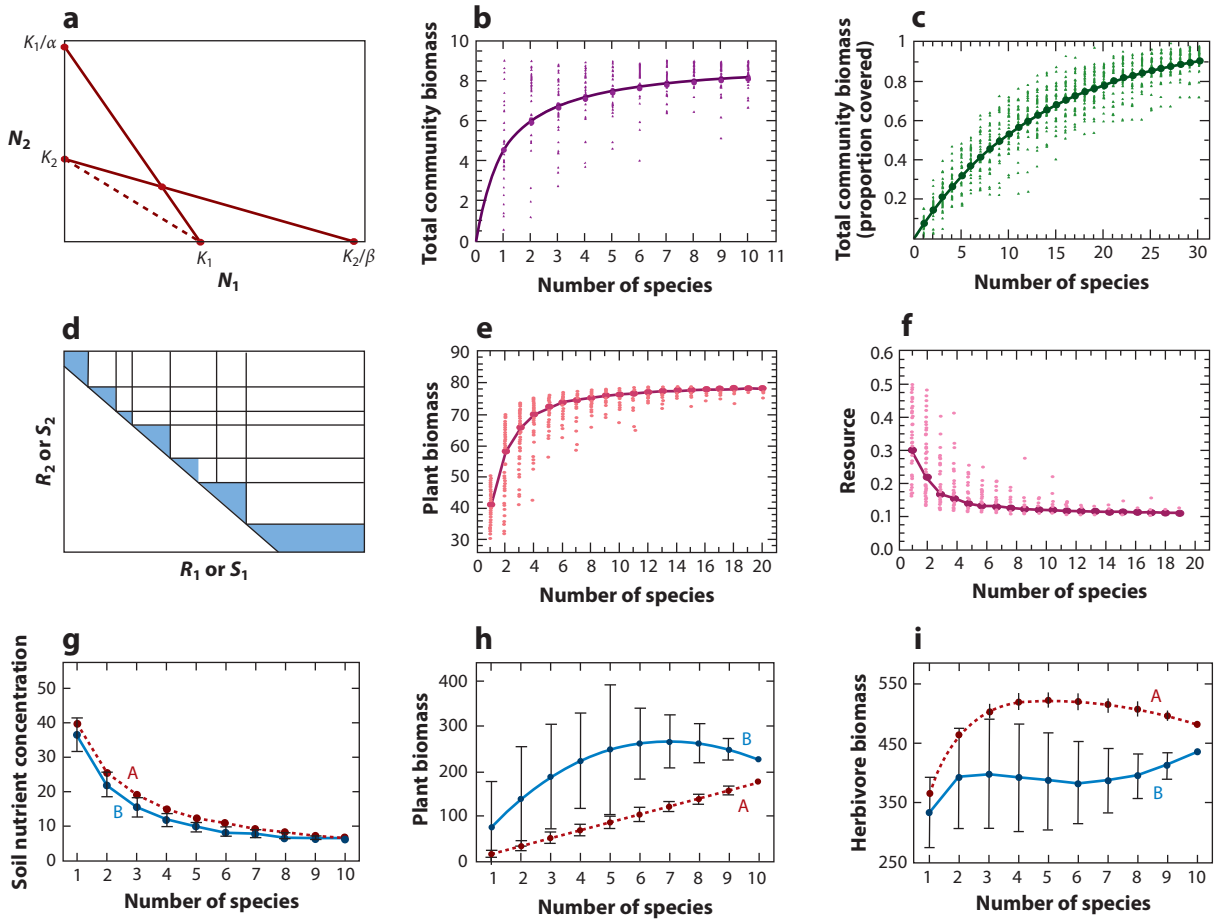 a
K₁/α
N₂
K₂
K₁
K₂/β
N₁
b
Total community biomass
10
8
6
4
2
0
0 1 2 3 4 5 6 7 8 9 10 11
Number of species
c
Total community biomass
(proportion covered)
1
0.8
0.6
0.4
0.2
0 5 10 15 20 25 30
Number of species
d
R₂ or S₂
R₁ or S₁
e
Plant biomass
90
80
70
60
50
40
30
0 2 4 6 8 10 12 14 16 18 20
Number of species
f
Resource
0.6
0.5
0.4
0.3
0.2
0.1
0.0
0 2 4 6 8 10 12 14 16 18 20
Number of species
g
Soil nutrient concentration
50
40
30
20
10
0
A
B
1 2 3 4 5 6 7 8 9 10
Number of species
h
Plant biomass
400
300
200
100
0
B
A
1 2 3 4 5 6 7 8 9 10
Number of species
i
Herbivore biomass
550
450
350
250
A
B
1 2 3 4 5 6 7 8 9 10
Number of species